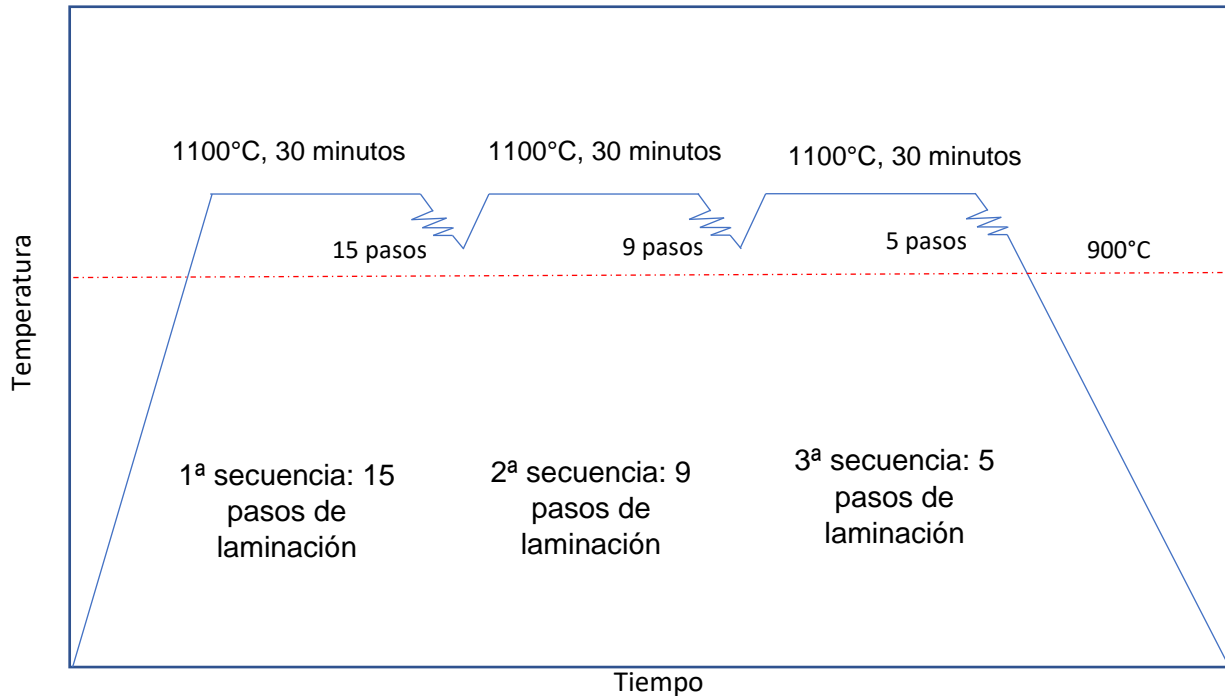 1100°C, 30 minutos
1100°C, 30 minutos
1100°C, 30 minutos
15 pasos
9 pasos
5 pasos
900°C
Temperatura
1ª secuencia: 15
pasos de
laminación
2ª secuencia: 9
pasos de
laminación
3ª secuencia: 5
pasos de
laminación
Tiempo